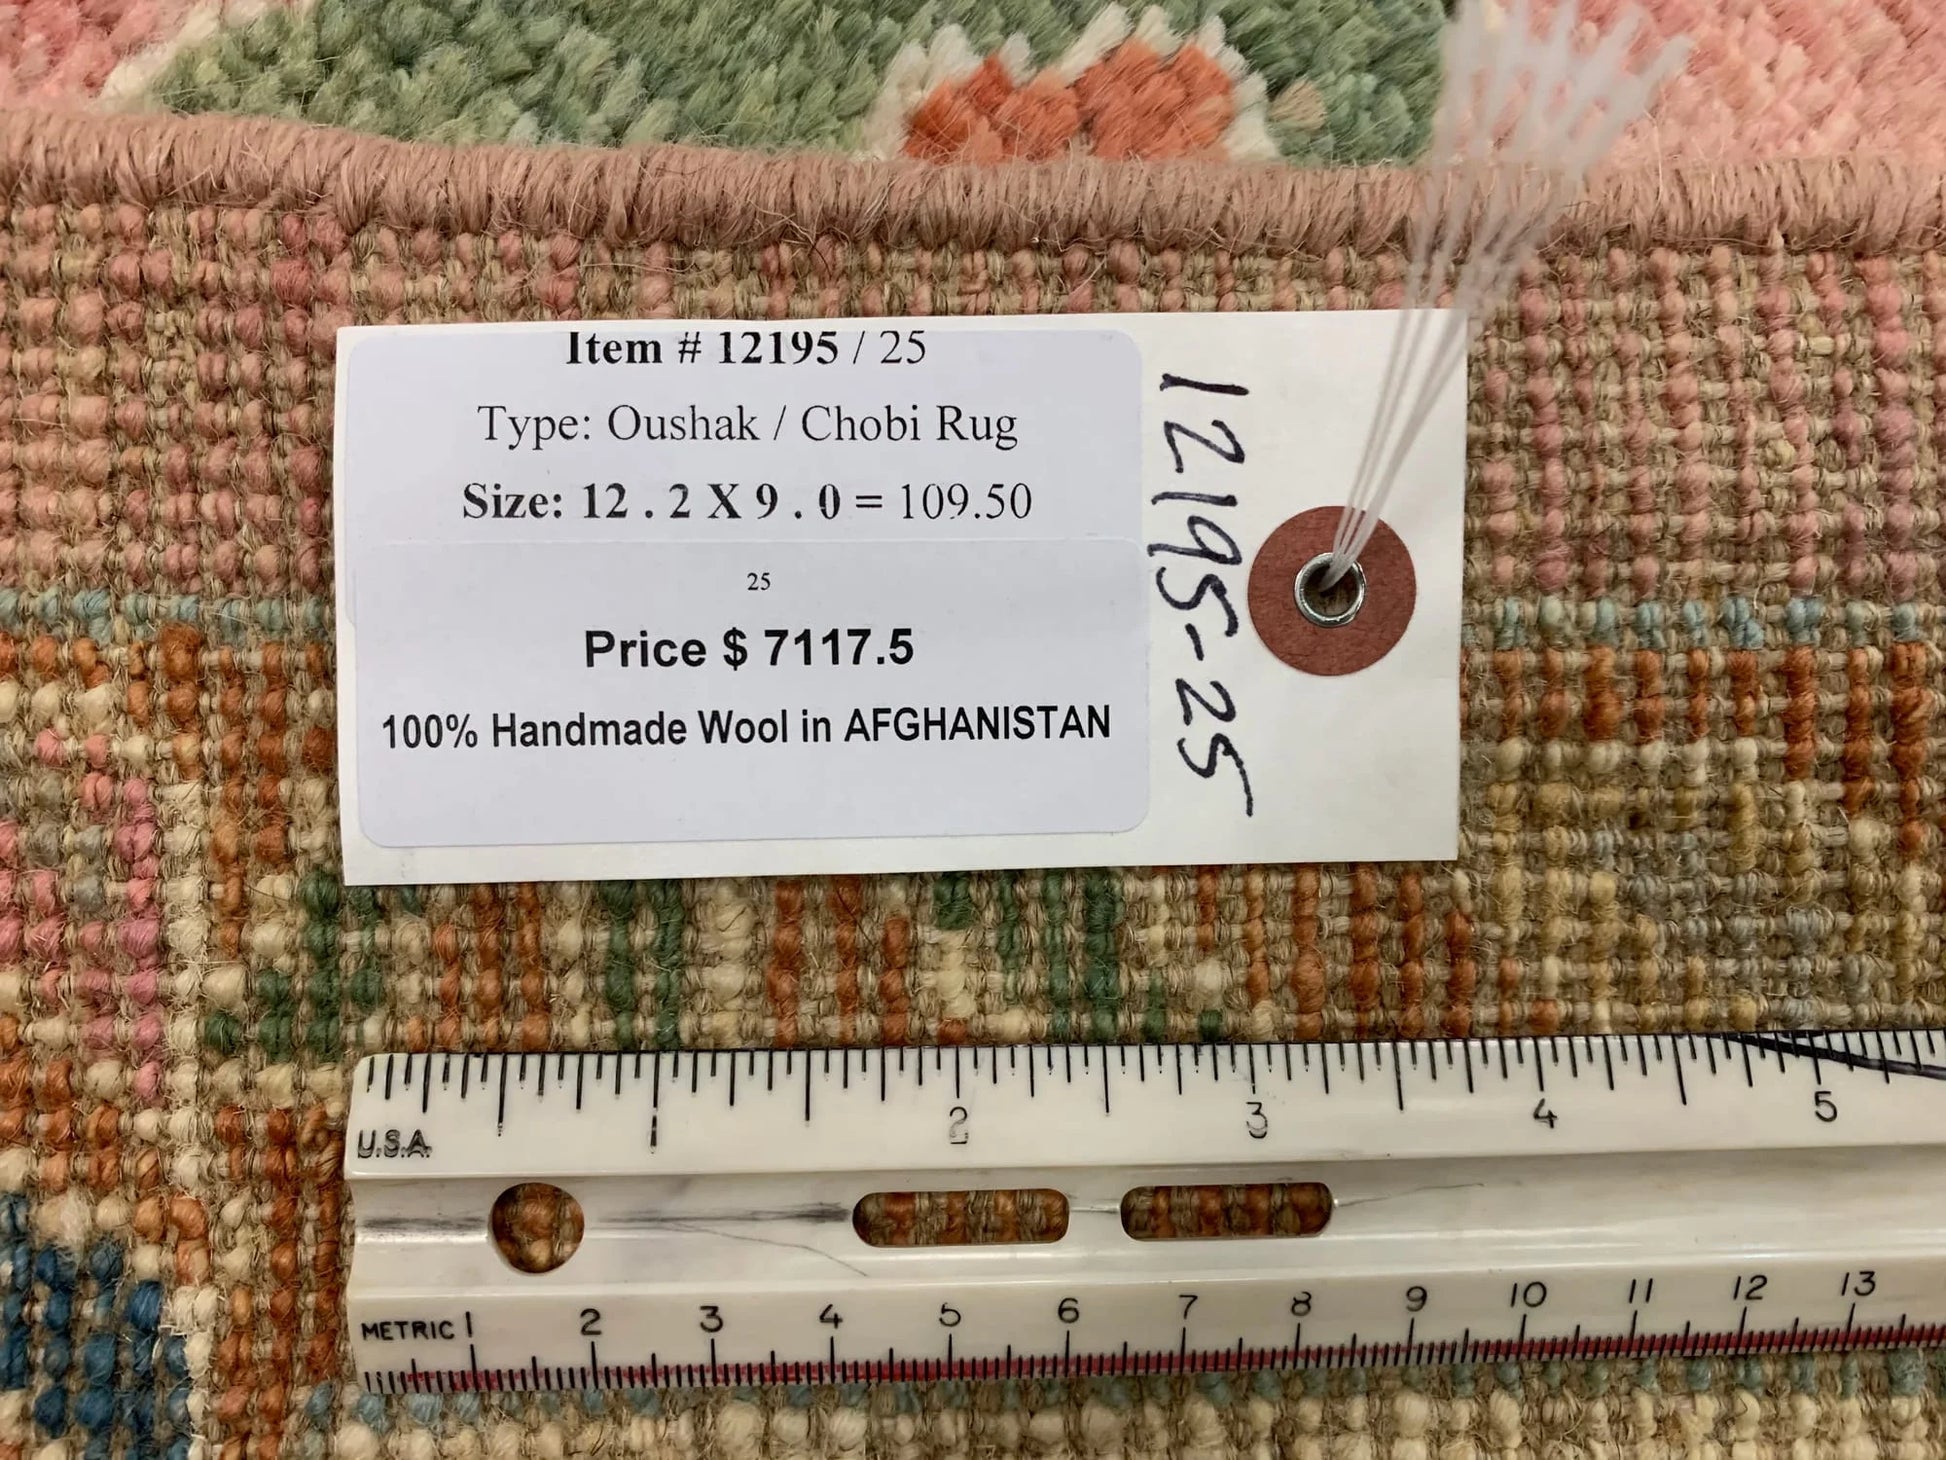 Item # 12195 / 25
Type: Oushak / Chobi Rug
Size: 12 . 2 X 9 . 0 = 109.50
25
Price $ 7117.5
100% Handmade Wool in AFGHANISTAN
12195-25
1 2 3 4 5
U.S.A.
METRIC 1 2 3 4 5 6 7 8 9 10 11 12 13